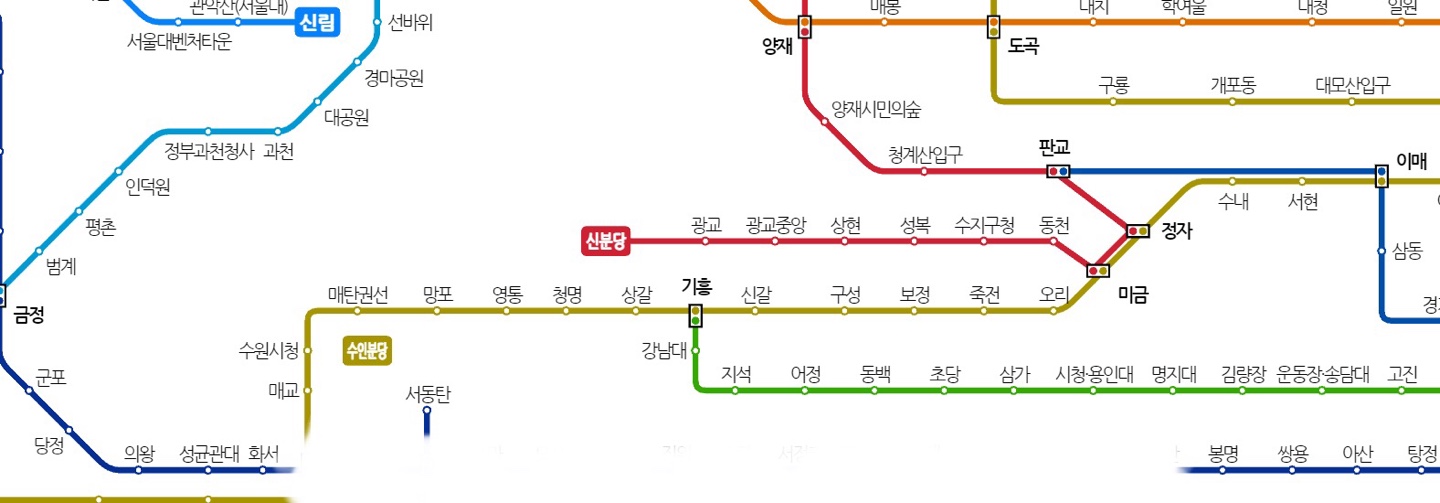 관악산(서울대)
신림
선바위
매봉
대치
학여울
대청
일원
서울대벤처타운
양재
도곡
경마공원
구룡
개포동
대모산입구
대공원
양재시민의숲
정부과천청사
과천
청계산입구
판교
이매
인덕원
수내
서현
평촌
광교
광교중앙
상현
성복
수지구청
동천
정자
신분당
삼동
범계
매탄권선
망포
영통
청명
상갈
기흥
신갈
구성
보정
죽전
오리
미금
금정
수원시청
수인분당
강남대
군포
매교
서동탄
지석
어정
동백
초당
삼가
시청·용인대
명지대
김량장
운동장·송담대
고진
당정
의왕
성균관대
화서
봉명
쌍용
아산
탕정